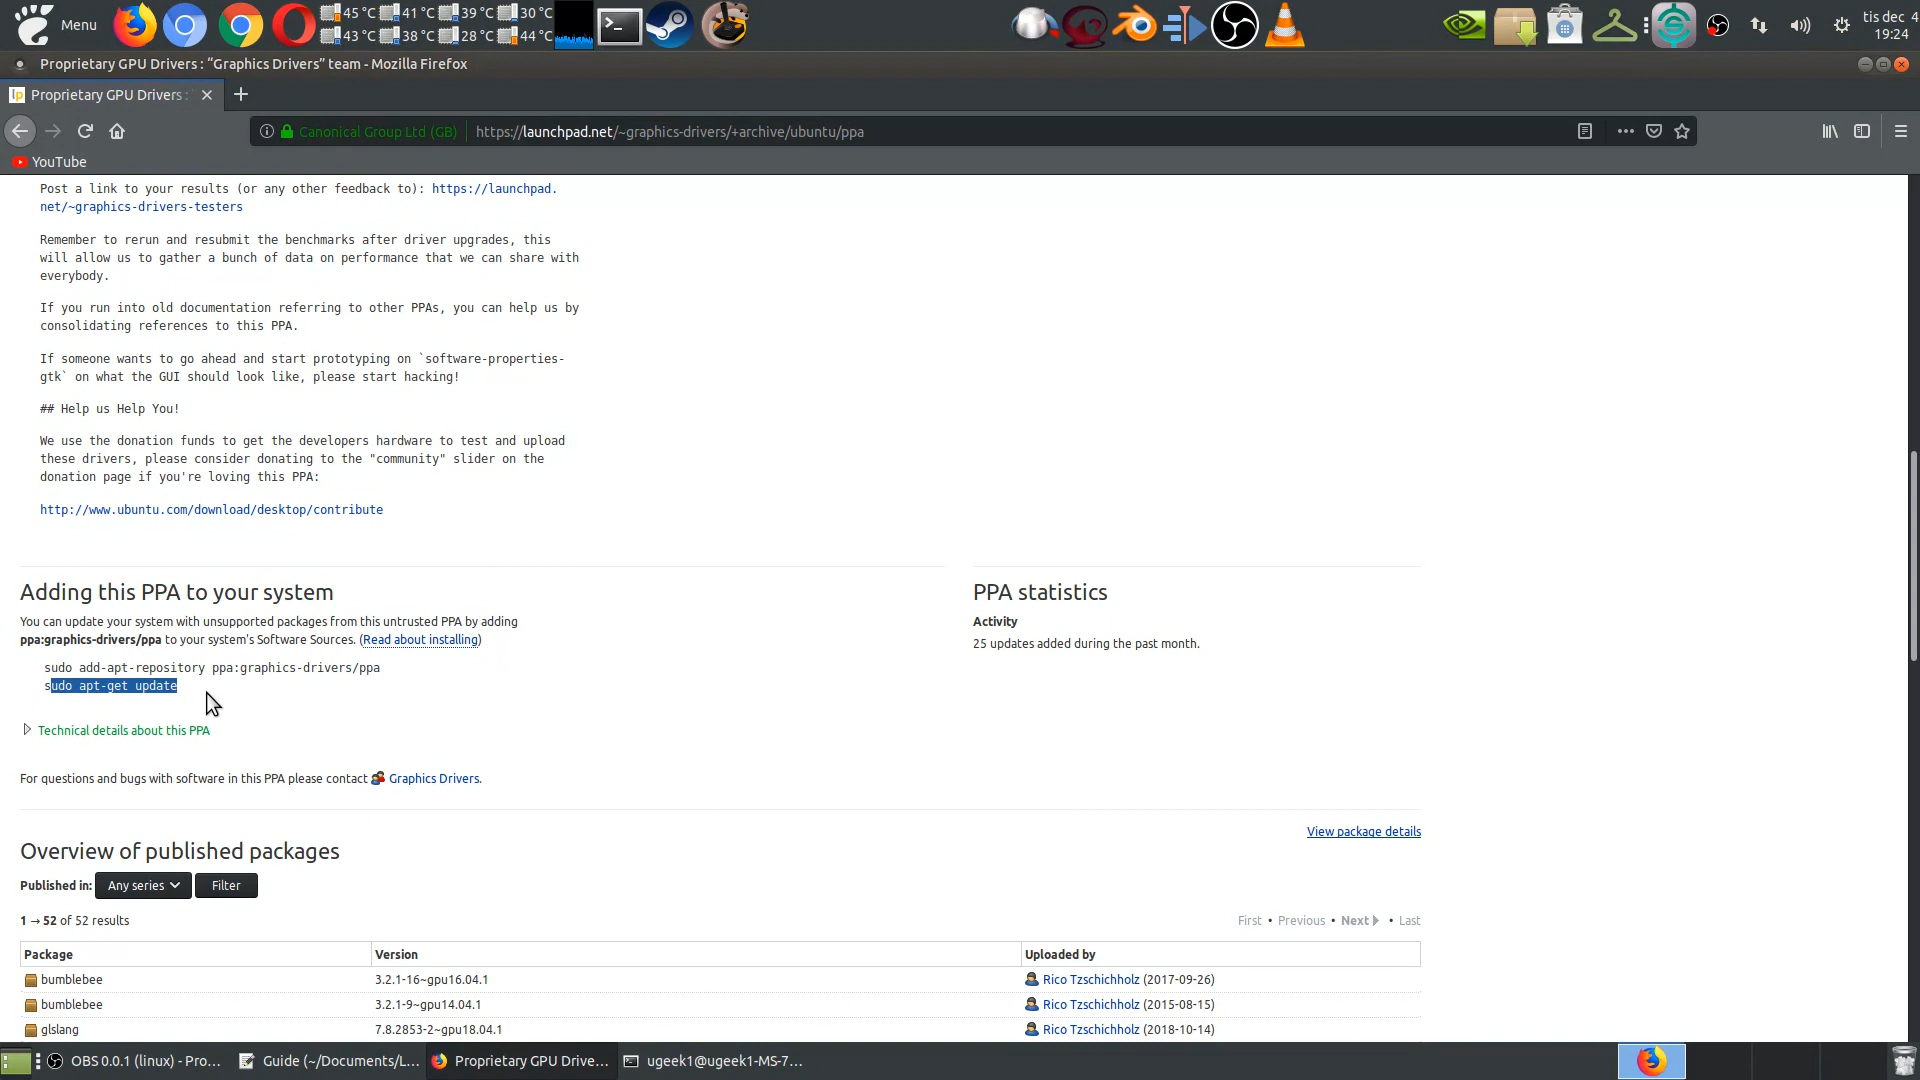 Menu
45 °C 41 °C 39 °C 30 °C
43 °C 38 °C 28 °C 44 °C
tis dec 4
19:24
Proprietary GPU Drivers : “Graphics Drivers” team - Mozilla Firefox
Proprietary GPU Drivers :
Canonical Group Ltd (GB) https://launchpad.net/~graphics-drivers/+archive/ubuntu/ppa
YouTube
Post a link to your results (or any other feedback to): https://launchpad.
net/~graphics-drivers-testers
Remember to rerun and resubmit the benchmarks after driver upgrades, this
will allow us to gather a bunch of data on performance that we can share with
everybody.
If you run into old documentation referring to other PPAs, you can help us by
consolidating references to this PPA.
If someone wants to go ahead and start prototyping on `software-properties-
gtk` on what the GUI should look like, please start hacking!
## Help us Help You!
We use the donation funds to get the developers hardware to test and upload
these drivers, please consider donating to the "community" slider on the
donation page if you're loving this PPA:
http://www.ubuntu.com/download/desktop/contribute
Adding this PPA to your system
You can update your system with unsupported packages from this untrusted PPA by adding
ppa:graphics-drivers/ppa to your system's Software Sources. (Read about installing)
sudo add-apt-repository ppa:graphics-drivers/ppa
sudo apt-get update
Technical details about this PPA
For questions and bugs with software in this PPA please contact Graphics Drivers.
PPA statistics
Activity
25 updates added during the past month.
View package details
Overview of published packages
Published in: Any series Filter
1 → 52 of 52 results
First • Previous • Next • Last
Package Version Uploaded by
bumblebee 3.2.1-16~gpu16.04.1 Rico Tzschichholz (2017-09-26)
bumblebee 3.2.1-9~gpu14.04.1 Rico Tzschichholz (2015-08-15)
glslang 7.8.2853-2~gpu18.04.1 Rico Tzschichholz (2018-10-14)
OBS 0.0.1 (linux) - Pro... Guide (~/Documents/L... Proprietary GPU Drive... ugeek1@ugeek1-MS-7...